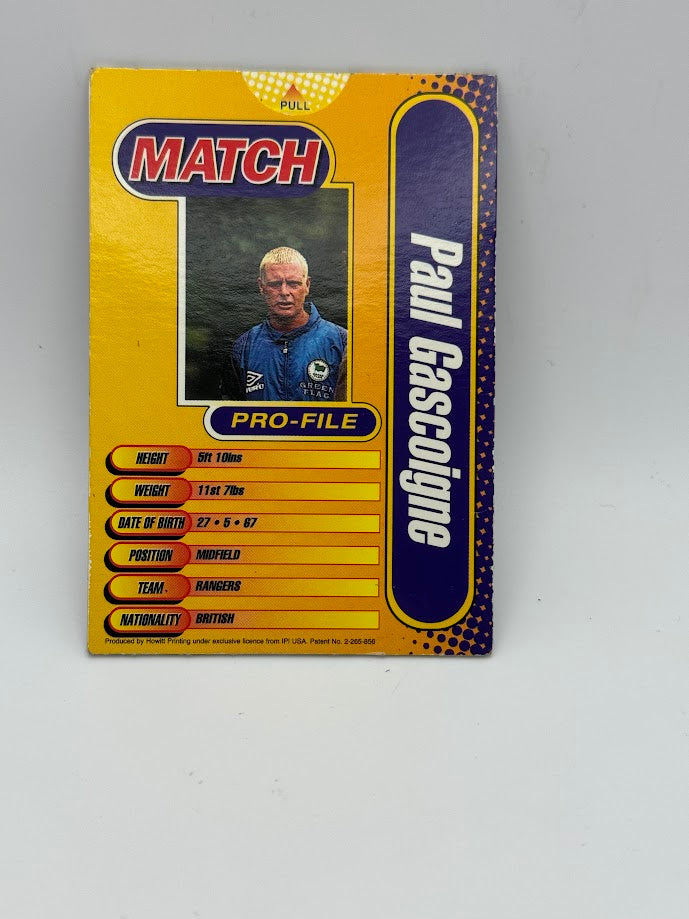 PULL
MATCH
Paul Gascoigne
UMBRO
GREEN
FLAG
PRO-FILE
HEIGHT 5ft 10ins
WEIGHT 11st 7lbs
DATE OF BIRTH 27 • 5 • 67
POSITION MIDFIELD
TEAM RANGERS
NATIONALITY BRITISH
Produced by Howitt Printing under exclusive licence from IPI USA. Patent No. 2-265-856